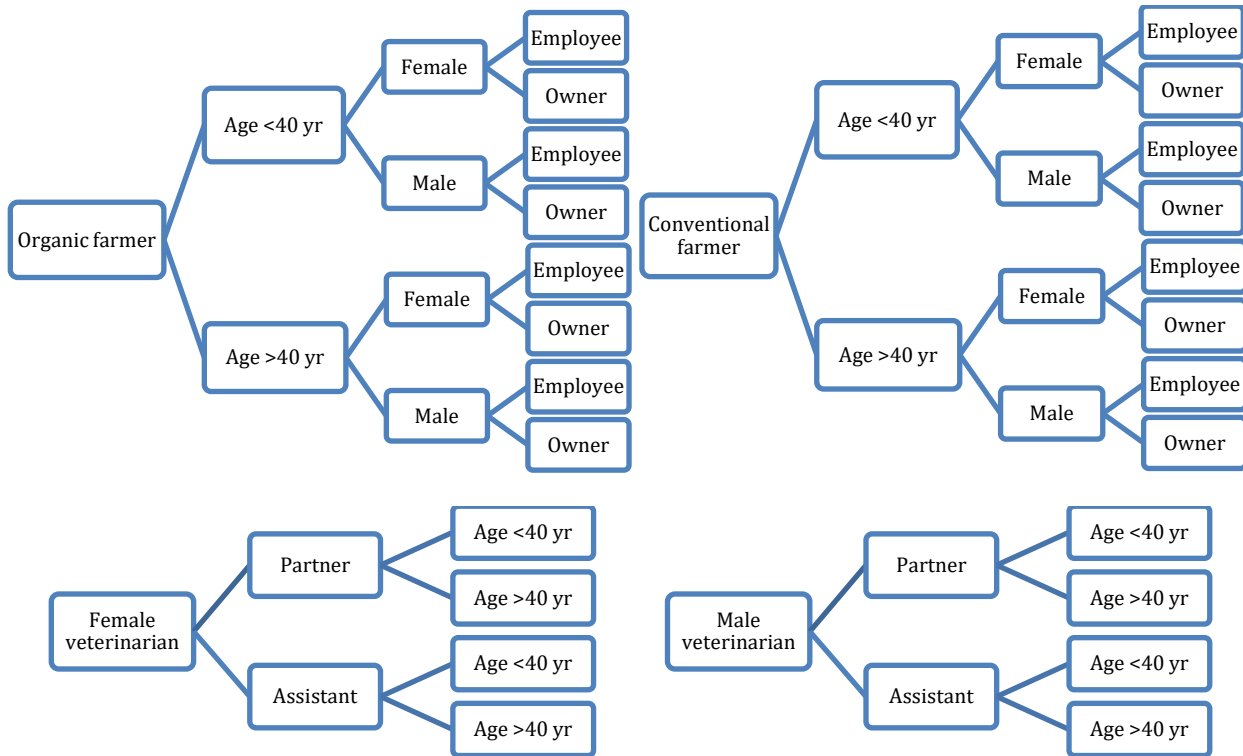 Organic farmer
Age <40 yr
Female
Employee
Owner
Male
Employee
Owner
Age >40 yr
Female
Employee
Owner
Male
Employee
Owner
Conventional
farmer
Age <40 yr
Female
Employee
Owner
Male
Employee
Owner
Age >40 yr
Female
Employee
Owner
Male
Employee
Owner
Female
veterinarian
Partner
Age <40 yr
Age >40 yr
Assistant
Age <40 yr
Age >40 yr
Male
veterinarian
Partner
Age <40 yr
Age >40 yr
Assistant
Age <40 yr
Age >40 yr